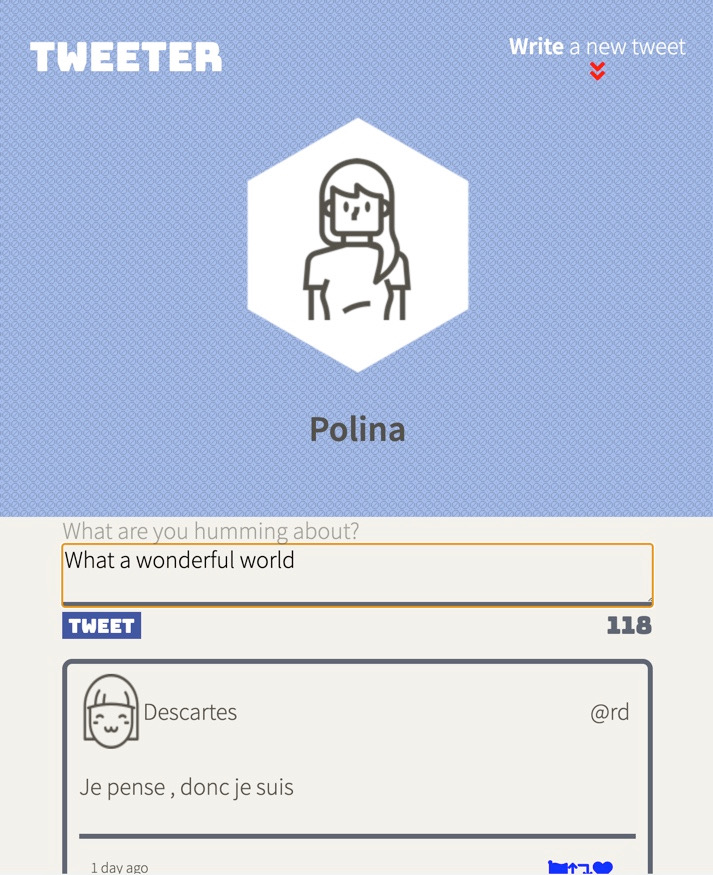 TWEETER
Write a new tweet
Polina
What are you humming about?
What a wonderful world
TWEET
118
Descartes
@rd
Je pense , donc je suis
1 day ago